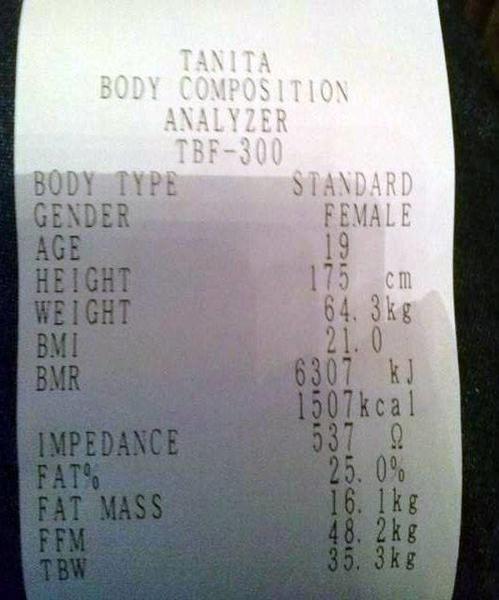 TANITA
BODY COMPOSITION
ANALYZER
TBF-300
BODY TYPE STANDARD
GENDER FEMALE
AGE 19
HEIGHT 175 cm
WEIGHT 64.3kg
BMI 21.0
BMR 6307 kJ
1507kcal
IMPEDANCE 537 Ω
FAT% 25.0%
FAT MASS 16.1kg
FFM 48.2kg
TBW 35.3kg